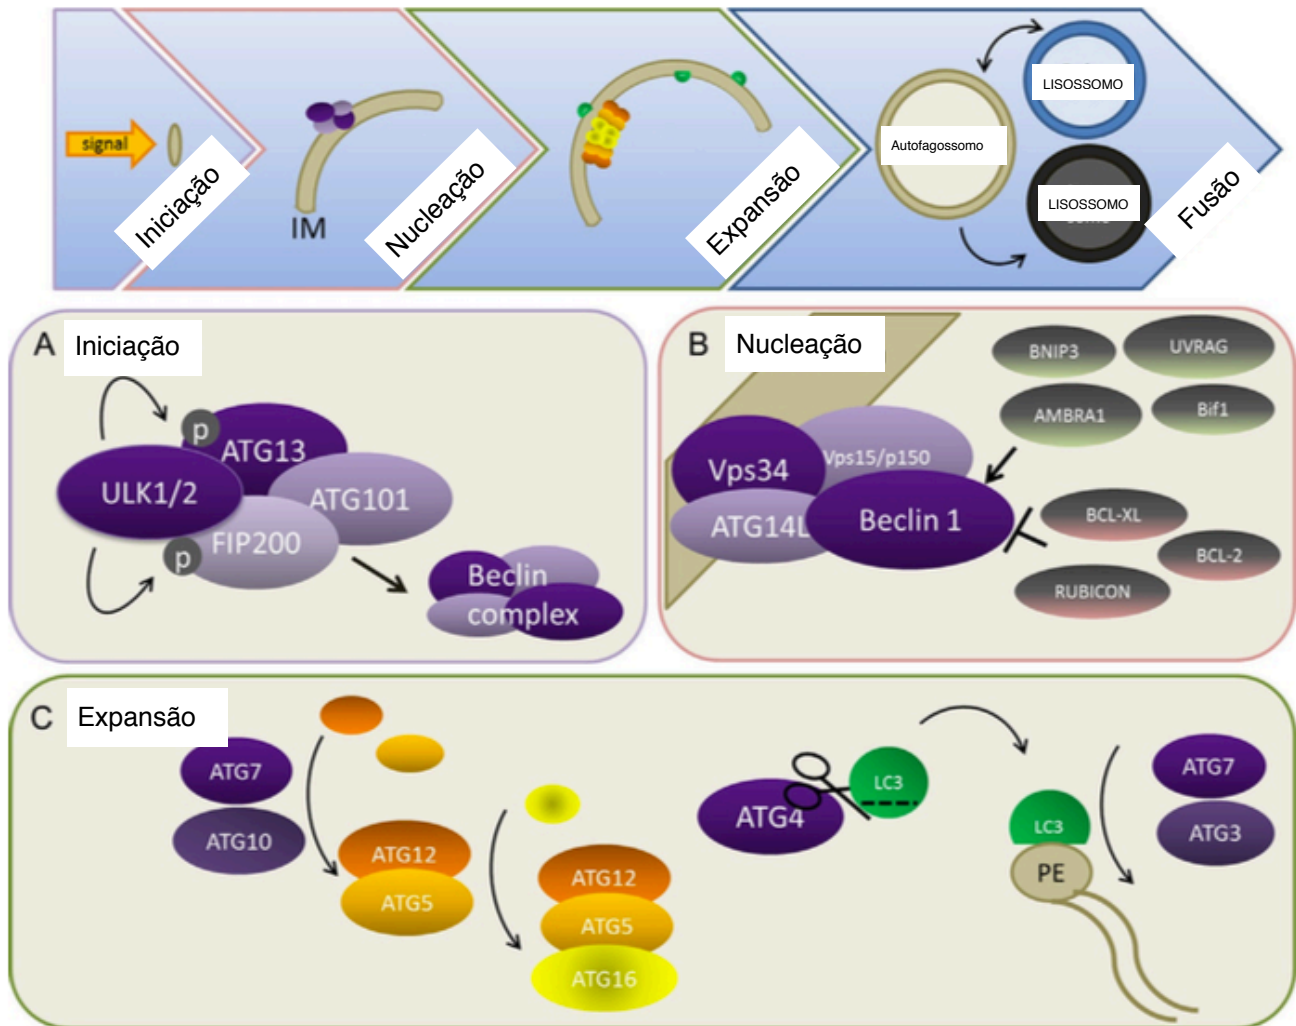 signal
Iniciação
IM
Nucleação
Expansão
Autofagossomo
LISOSSOMO
LISOSSOMO
Fusão
A
Iniciação
p
ATG13
ULK1/2
ATG101
FIP200
p
Beclin
complex
B
Nucleação
BNIP3
UVRAG
AMBRA1
Bif1
Vps34
Vps15/p150
ATG14L
Beclin 1
BCL-XL
BCL-2
RUBICON
C
Expansão
ATG7
ATG10
ATG12
ATG5
ATG12
ATG5
ATG16
ATG4
LC3
LC3
PE
ATG7
ATG3